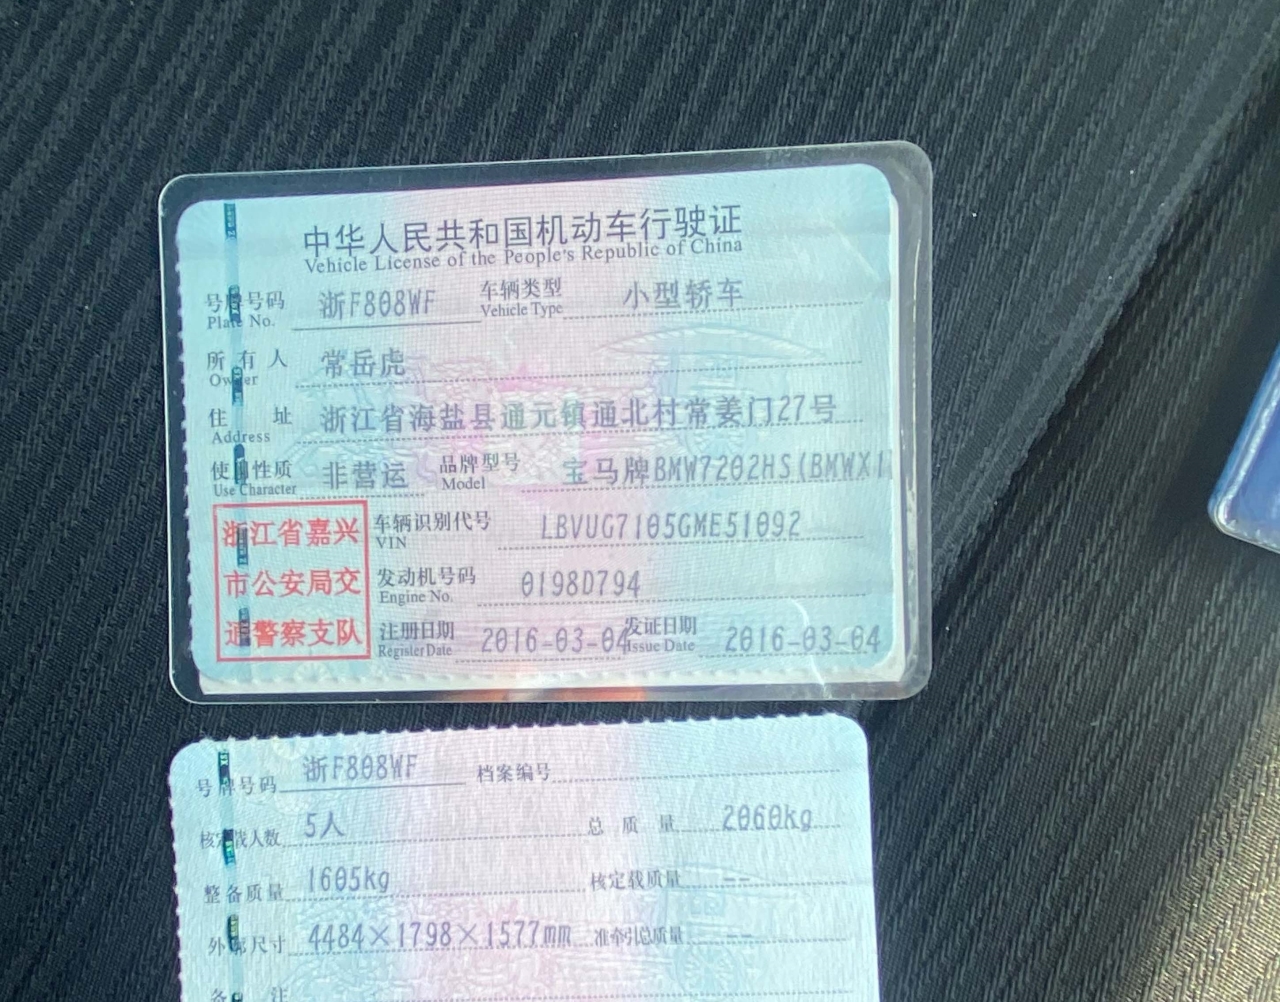 中华人民共和国机动车行驶证
Vehicle License of the People's Republic of China
号牌号码 浙F808WF 车辆类型 小型轿车
Plate No. Vehicle Type
所有人 常岳虎
Owner
住址 浙江省海盐县通元镇通北村常姜门27号
Address
使用性质 非营运 品牌型号 宝马牌BMW7202HS(BMWX1
Use Character Model
浙江省嘉兴
市公安局交
通警察支队
车辆识别代号 LBVUG7105GME51092
VIN
发动机号码 0198D794
Engine No.
注册日期 2016-03-04 发证日期 2016-03-04
Register Date Issue Date
号牌号码 浙F808WF 档案编号
核定载人数 5人 总质量 2060kg
整备质量 1605kg 核定载质量 --
外廓尺寸 4484×1798×1577mm 准牵引总质量 --
备注